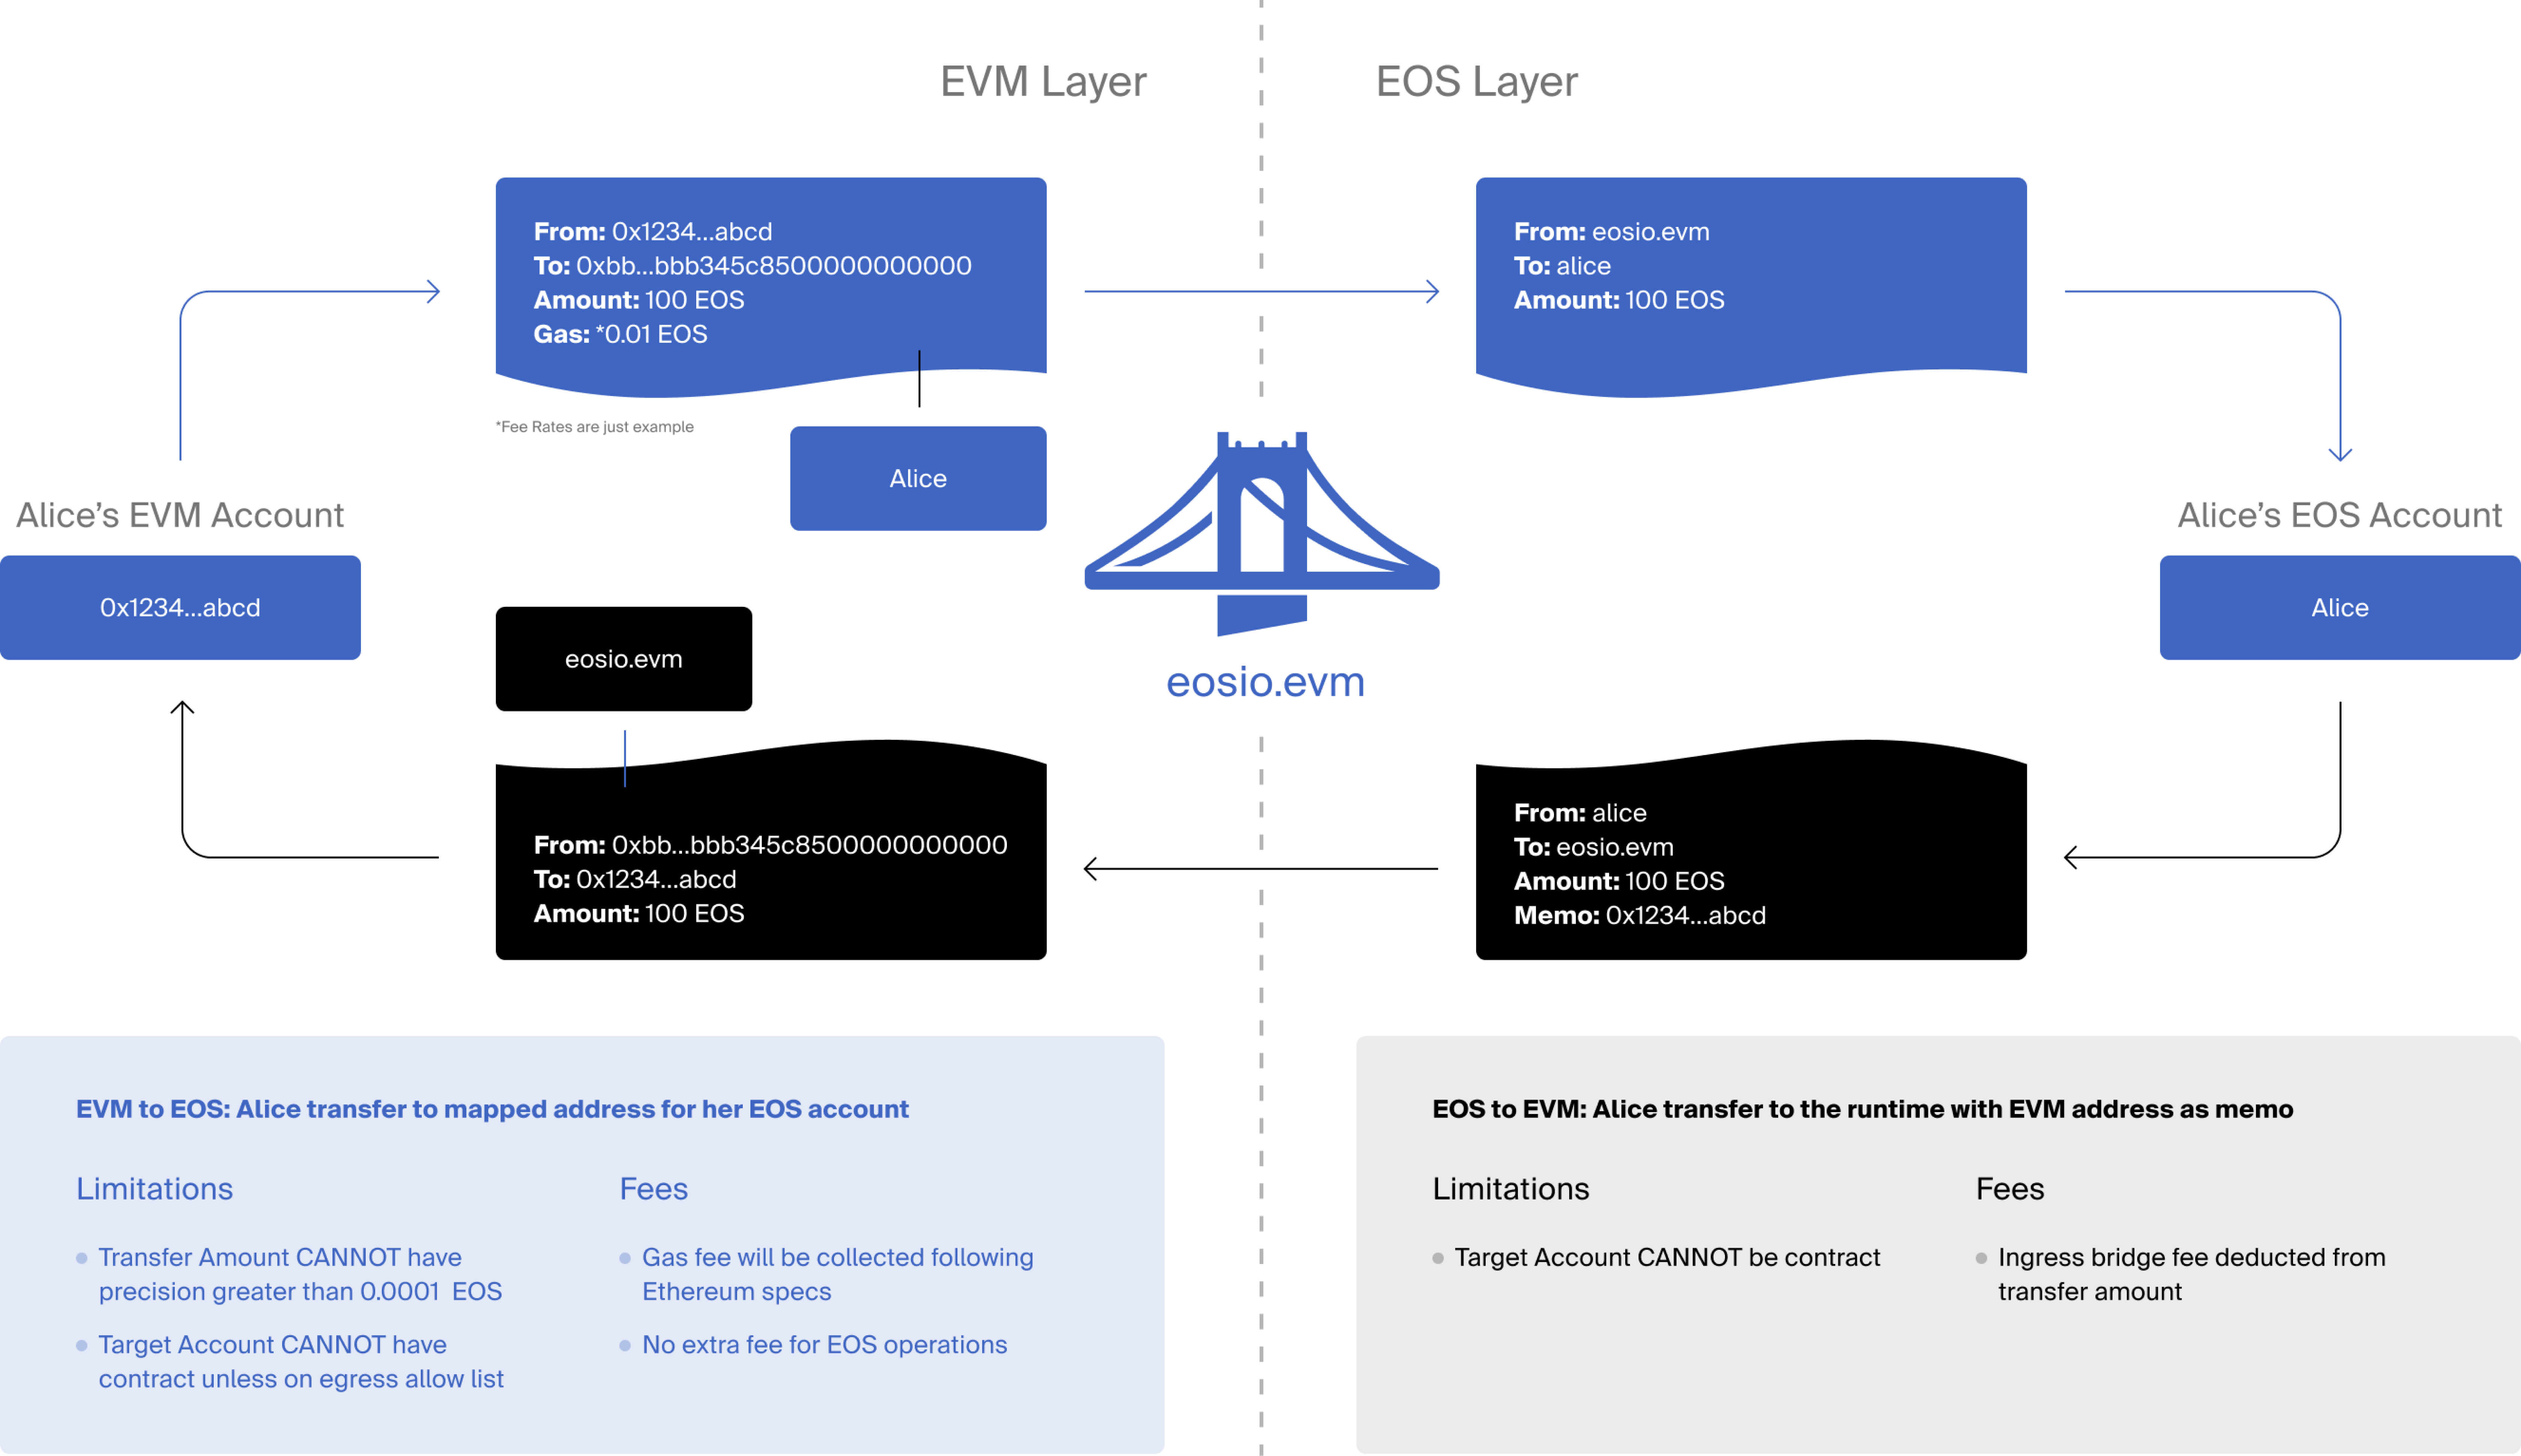 EVM Layer
EOS Layer
From: 0x1234...abcd
To: 0xbb...bbb345c8500000000000
Amount: 100 EOS
Gas: *0.01 EOS
From: eosio.evm
To: alice
Amount: 100 EOS
*Fee Rates are just example
Alice
Alice’s EVM Account
0x1234...abcd
Alice’s EOS Account
Alice
eosio.evm
eosio.evm
From: 0xbb...bbb345c8500000000000
To: 0x1234...abcd
Amount: 100 EOS
From: alice
To: eosio.evm
Amount: 100 EOS
Memo: 0x1234...abcd
EVM to EOS: Alice transfer to mapped address for her EOS account
Limitations
Transfer Amount CANNOT have
precision greater than 0.0001 EOS
Target Account CANNOT have
contract unless on egress allow list
Fees
Gas fee will be collected following
Ethereum specs
No extra fee for EOS operations
EOS to EVM: Alice transfer to the runtime with EVM address as memo
Limitations
Target Account CANNOT be contract
Fees
Ingress bridge fee deducted from
transfer amount